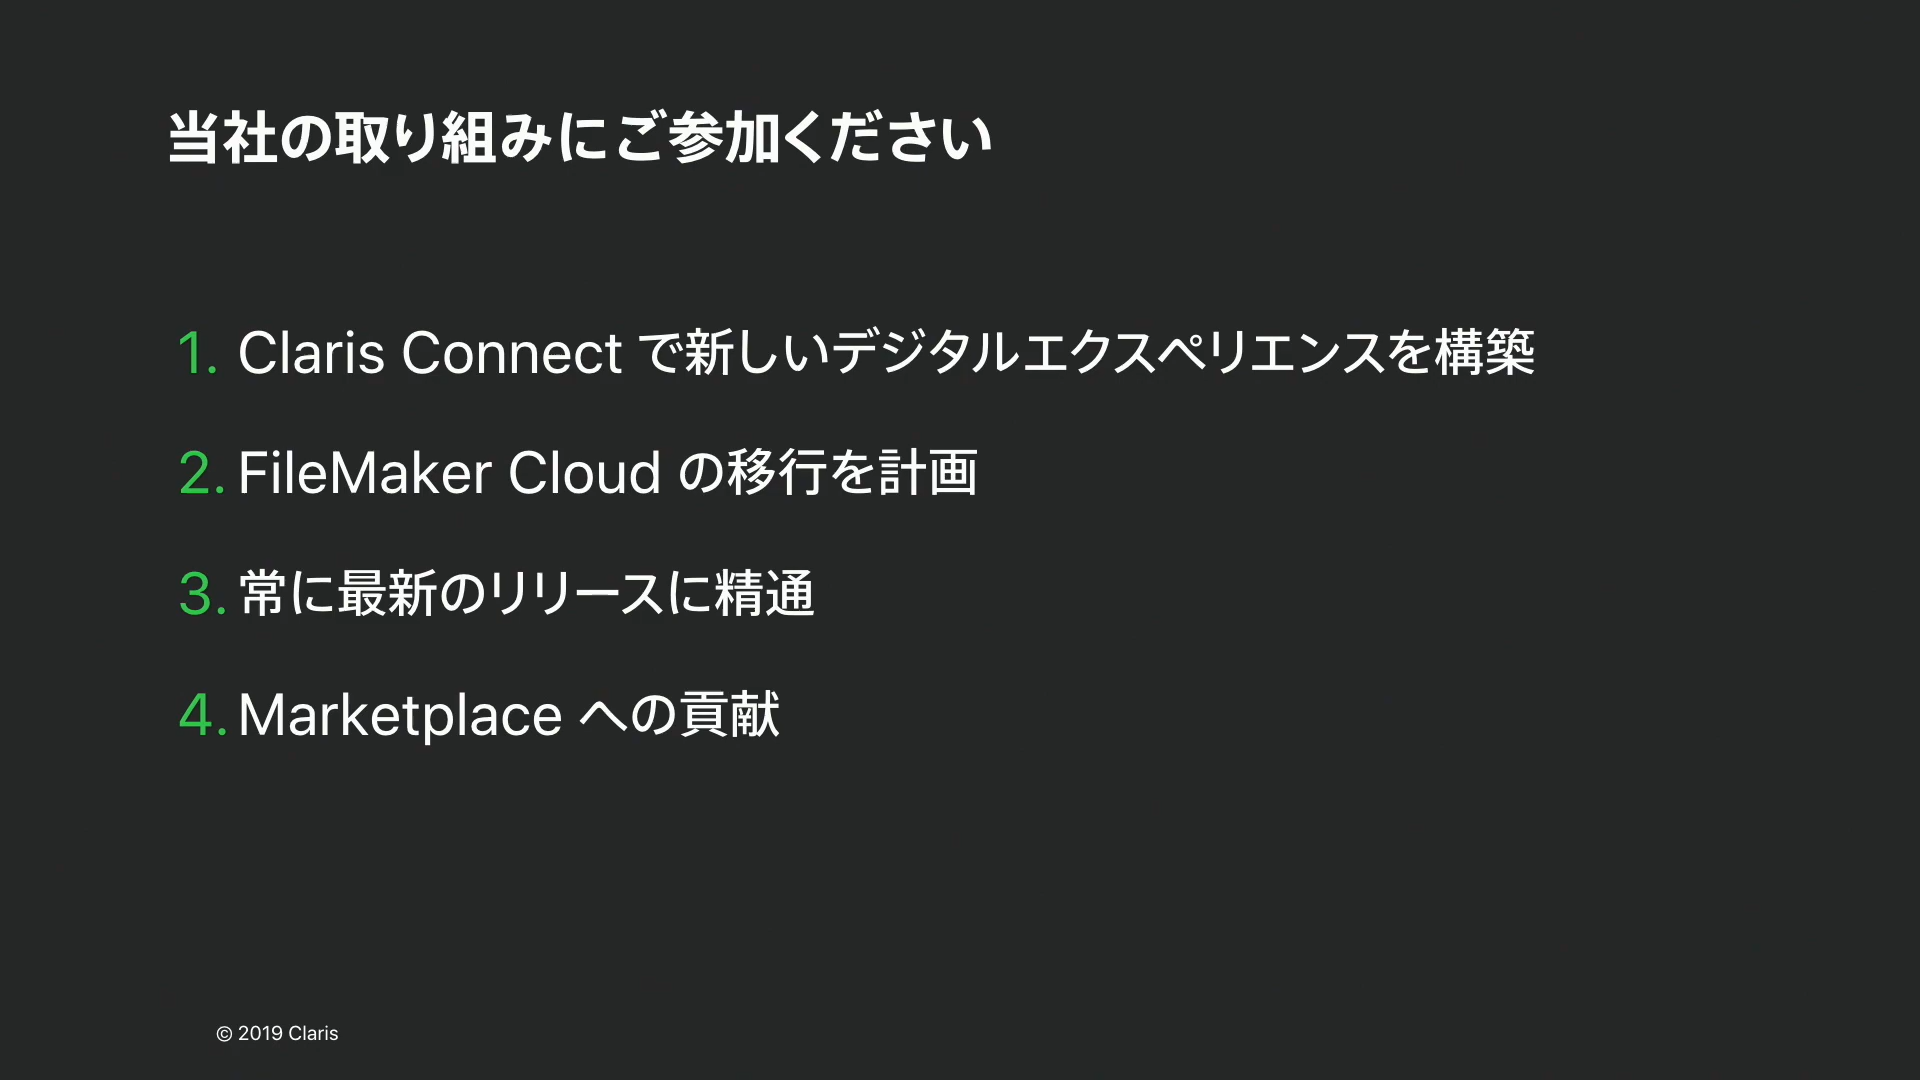 当社の取り組みにご参加ください
1. Claris Connect で新しいデジタルエクスペリエンスを構築
2. FileMaker Cloud の移行を計画
3. 常に最新のリリースに精通
4. Marketplace への貢献
© 2019 Claris